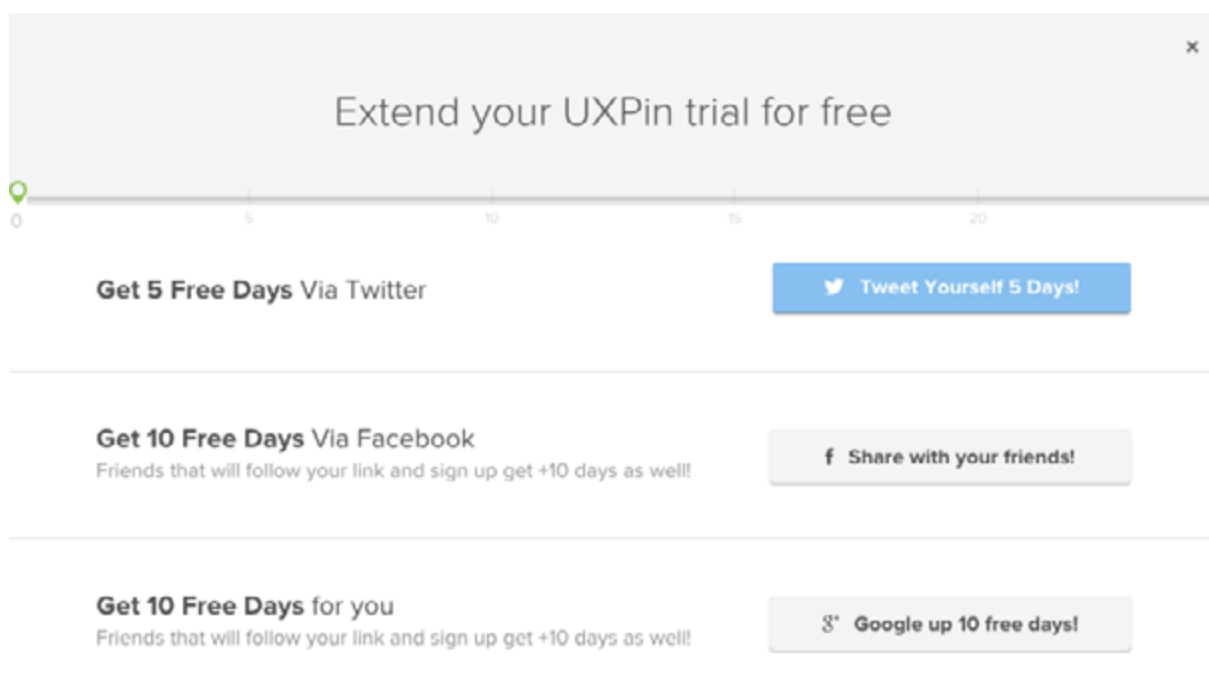 ×
Extend your UXPin trial for free
0 5 10 15 20
Get 5 Free Days Via Twitter
Tweet Yourself 5 Days!
Get 10 Free Days Via Facebook
Friends that will follow your link and sign up get +10 days as well!
f Share with your friends!
Get 10 Free Days for you
Friends that will follow your link and sign up get +10 days as well!
g+ Google up 10 free days!